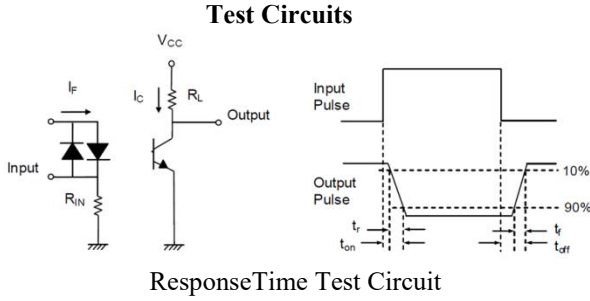 Test Circuits
VCC
IF
IC
RL
Output
Input
RIN
Input
Pulse
Output
Pulse
10%
90%
tr
tf
ton
toff
ResponseTime Test Circuit